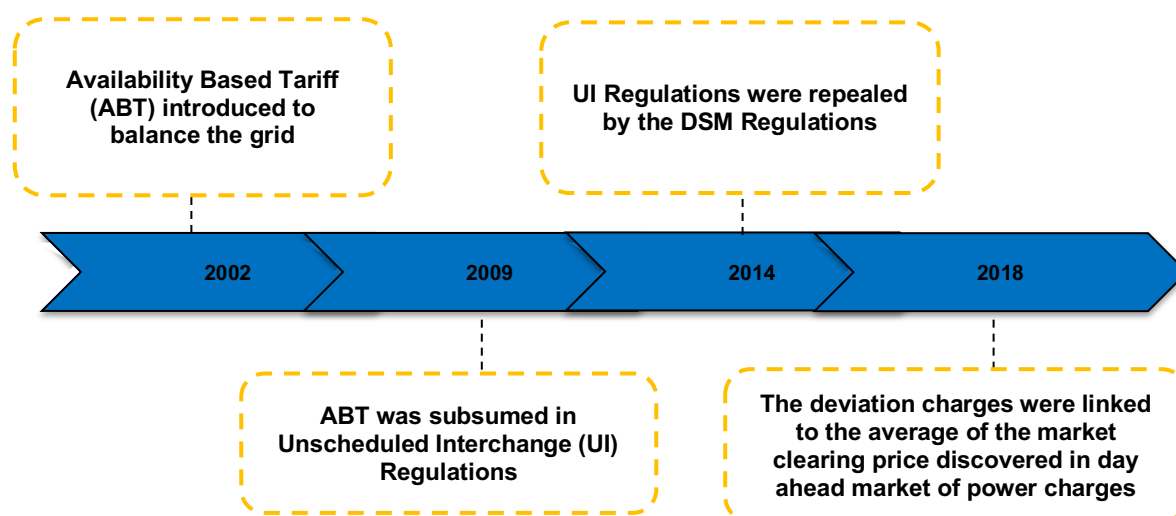 Availability Based Tariff
(ABT) introduced to
balance the grid
UI Regulations were repealed
by the DSM Regulations
2002
2009
2014
2018
ABT was subsumed in
Unscheduled Interchange (UI)
Regulations
The deviation charges were linked
to the average of the market
clearing price discovered in day
ahead market of power charges